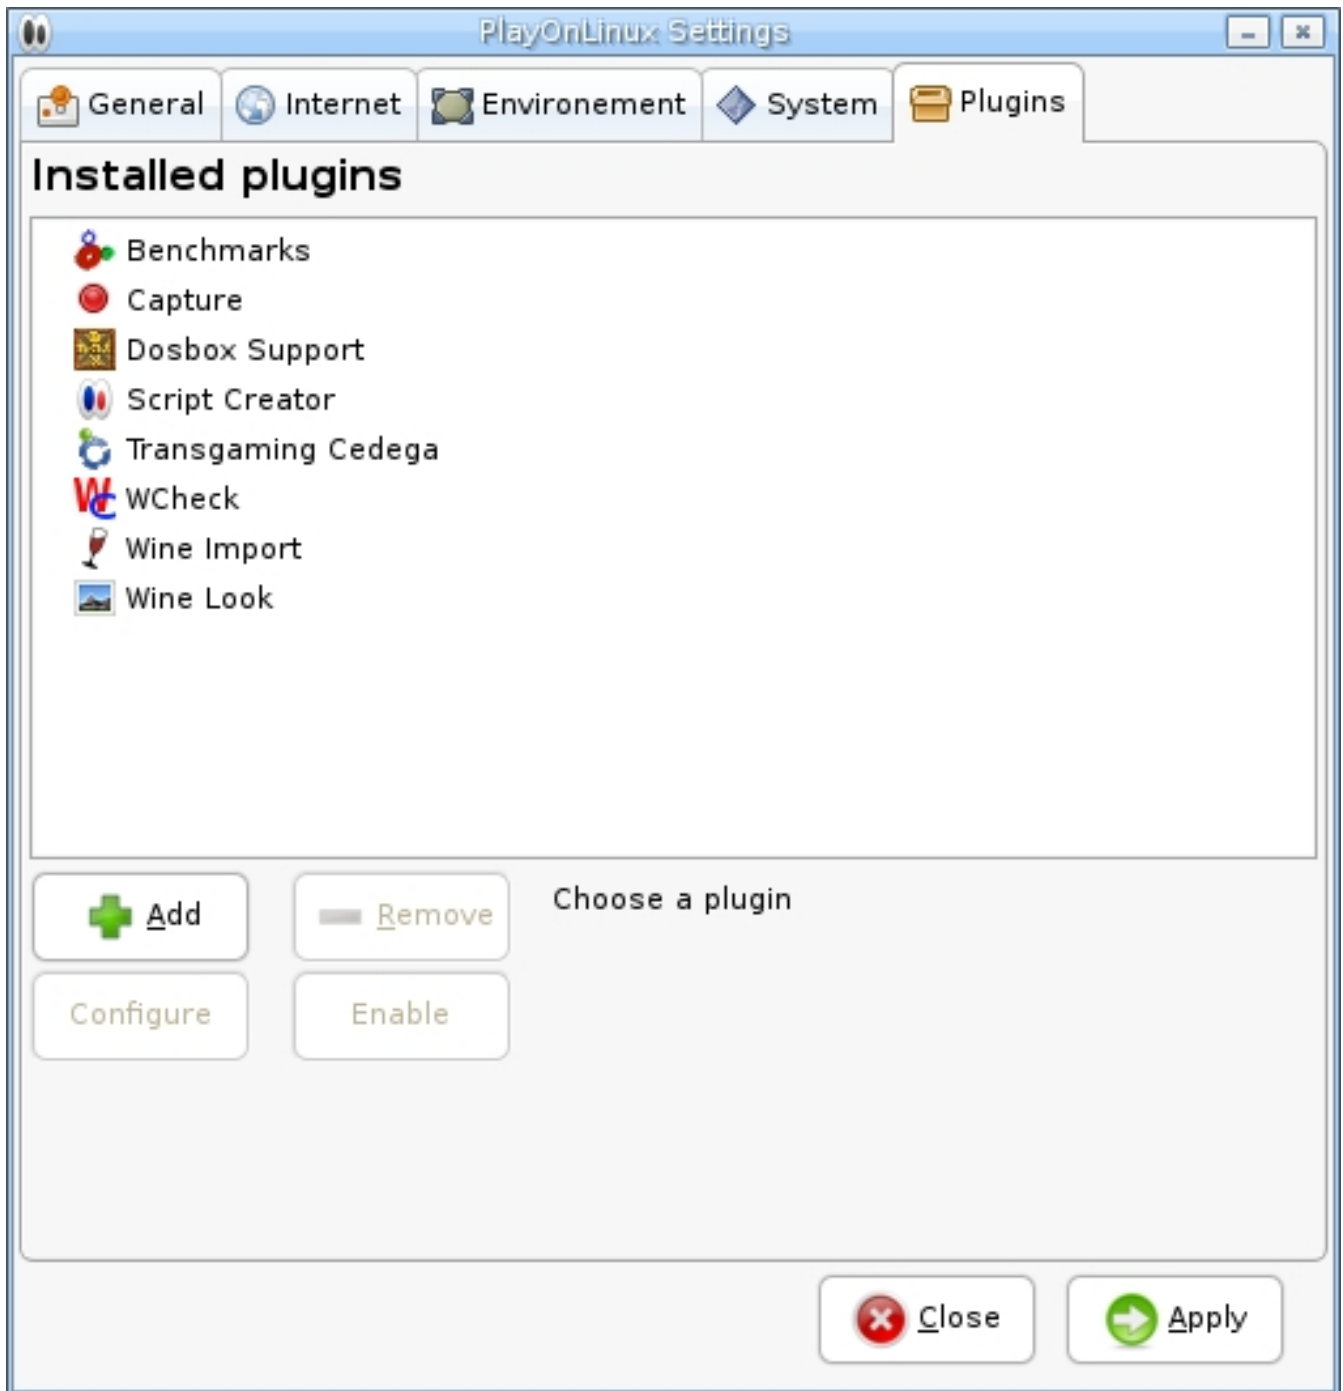 PlayOnLinux Settings
General Internet Environement System Plugins
Installed plugins
Benchmarks
Capture
Dosbox Support
Script Creator
Transgaming Cedega
WCheck
Wine Import
Wine Look
Add Remove Choose a plugin
Configure Enable
Close Apply